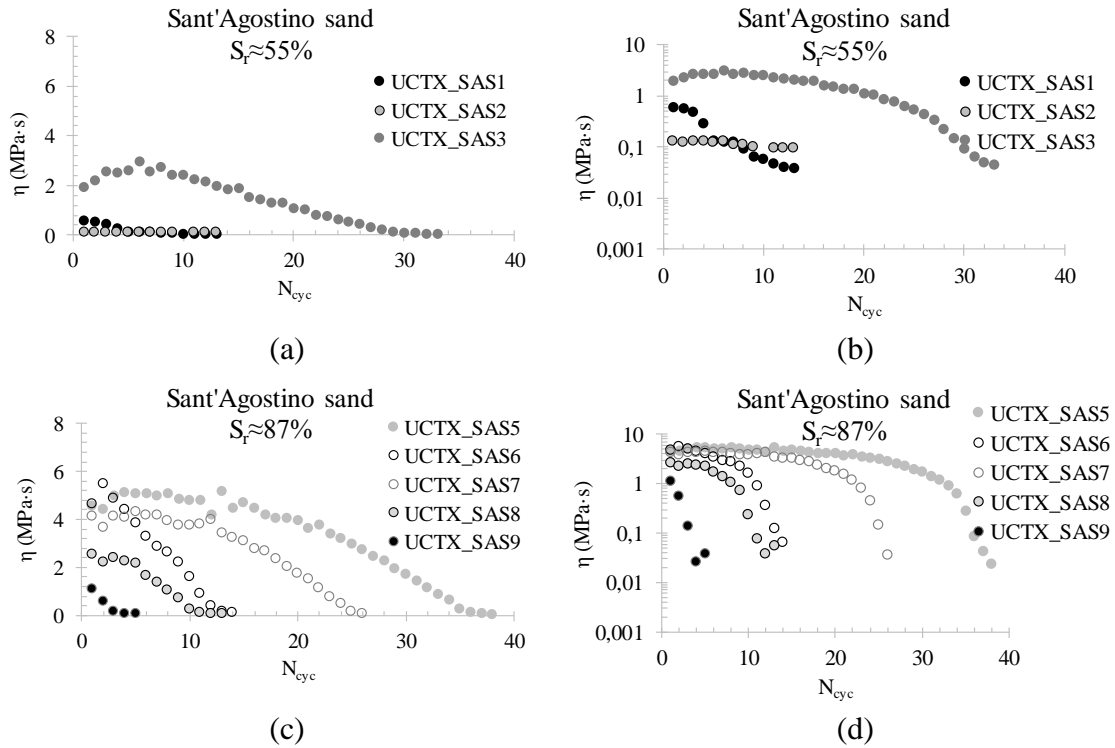 Sant'Agostino sand
Sr≈55%
8
6
4
2
0
η (MPa·s)
0 10 20 30 40
Ncyc
UCTX_SAS1
UCTX_SAS2
UCTX_SAS3
(a)
Sant'Agostino sand
Sr≈55%
10
1
0,1
0,01
0,001
η (MPa·s)
0 10 20 30 40
Ncyc
UCTX_SAS1
UCTX_SAS2
UCTX_SAS3
(b)
Sant'Agostino sand
Sr≈87%
8
6
4
2
0
η (MPa·s)
0 10 20 30 40
Ncyc
UCTX_SAS5
UCTX_SAS6
UCTX_SAS7
UCTX_SAS8
UCTX_SAS9
(c)
Sant'Agostino sand
Sr≈87%
10
1
0,1
0,01
0,001
η (MPa·s)
0 10 20 30 40
Ncyc
UCTX_SAS5
UCTX_SAS6
UCTX_SAS7
UCTX_SAS8
UCTX_SAS9
(d)